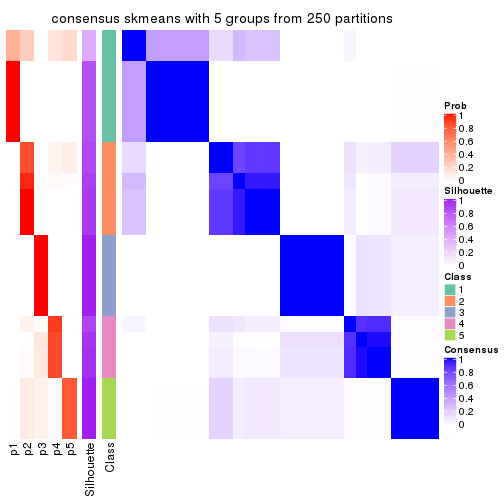 consensus skmeans with 5 groups from 250 partitions
Prob
1
0.8
0.6
0.4
0.2
0
Silhouette
1
0.8
0.6
0.4
0.2
0
Class
1
2
3
4
5
Consensus
1
0.8
0.6
0.4
0.2
0
p1
p2
p3
p4
p5
Silhouette
Class